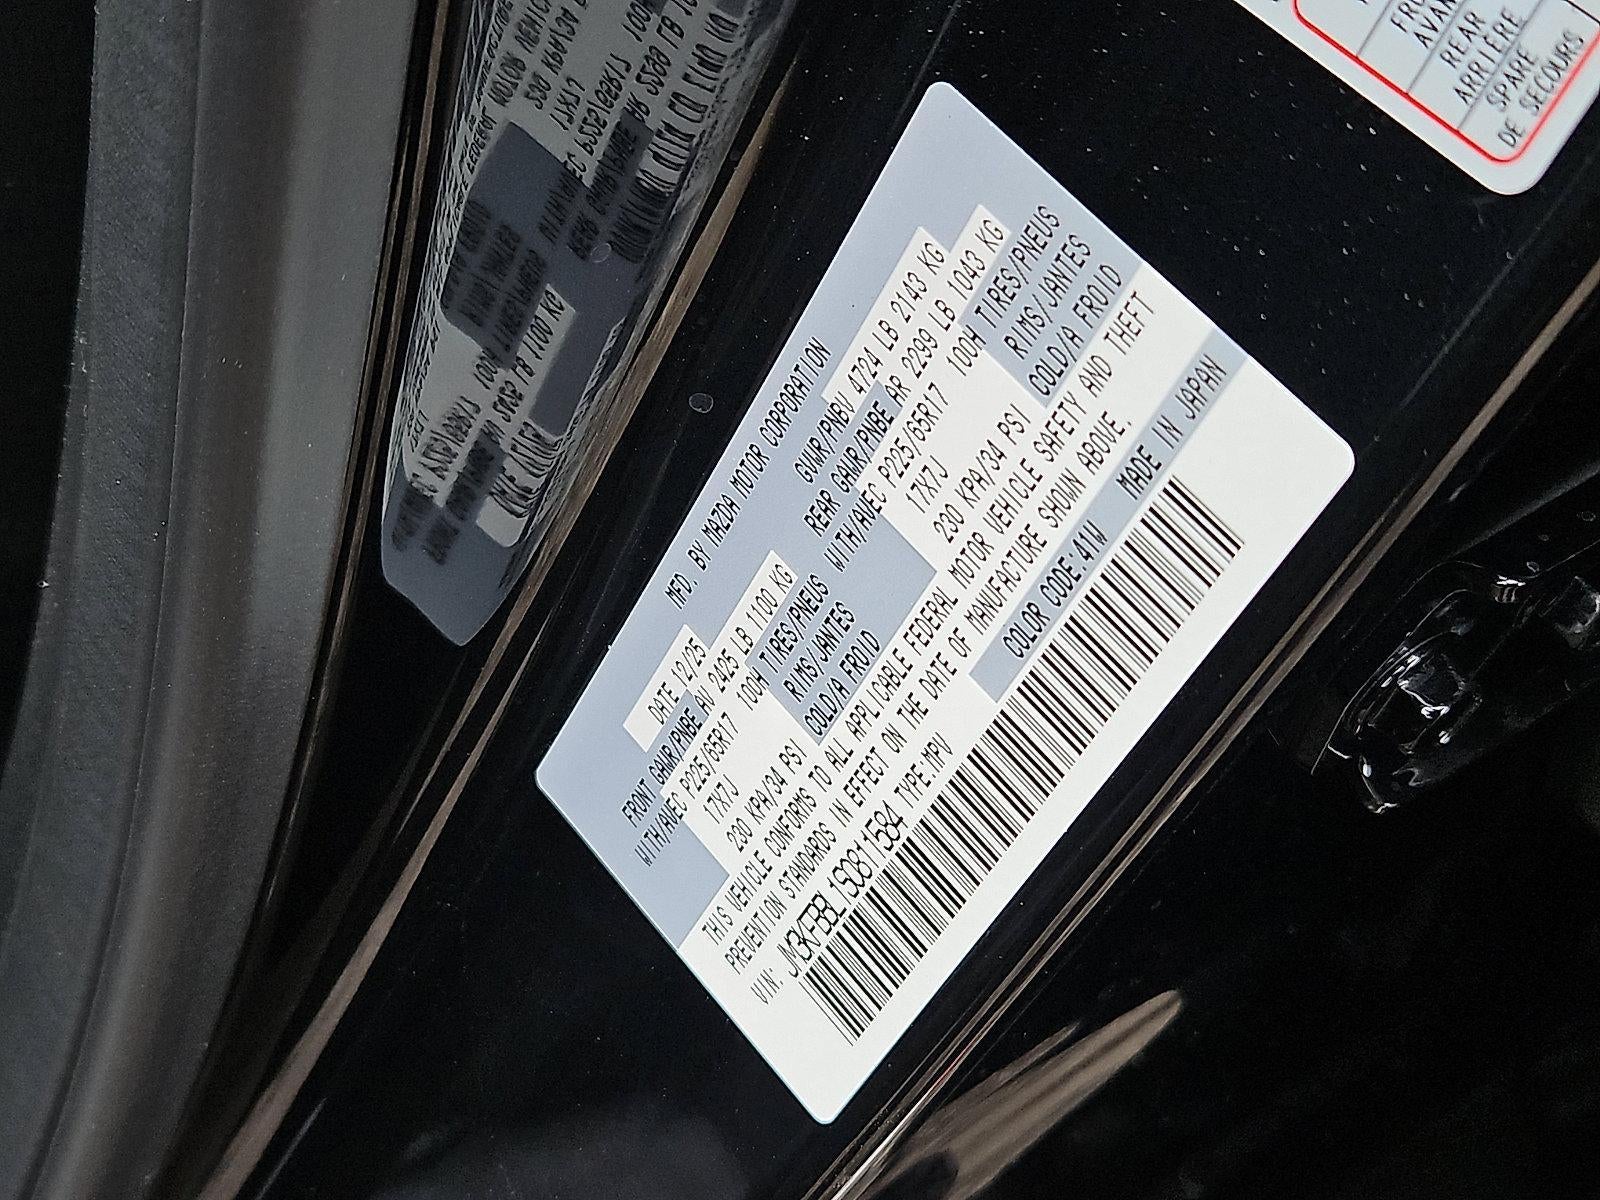 MFD. BY MAZDA MOTOR CORPORATION
DATE 12/25 GVWR/PNBV 4724 LB 2143 KG
FRONT GAWR/PNBE AV 2425 LB 1100 KG REAR GAWR/PNBE AR 2299 LB 1043 KG
WITH/AVEC P225/65R17 100H TIRES/PNEUS WITH/AVEC P225/65R17 100H TIRES/PNEUS
17X7J RIMS/JANTES 17X7J RIMS/JANTES
230 KPA/34 PSI COLD/A FROID 230 KPA/34 PSI COLD/A FROID
THIS VEHICLE CONFORMS TO ALL APPLICABLE FEDERAL MOTOR VEHICLE SAFETY AND THEFT
PREVENTION STANDARDS IN EFFECT ON THE DATE OF MANUFACTURE SHOWN ABOVE.
VIN: JM3KFBBL1S0811584 TYPE:MPV COLOR CODE:41W MADE IN JAPAN
AVANT
REAR
ARRIÈRE
SPARE
DE SECOURS